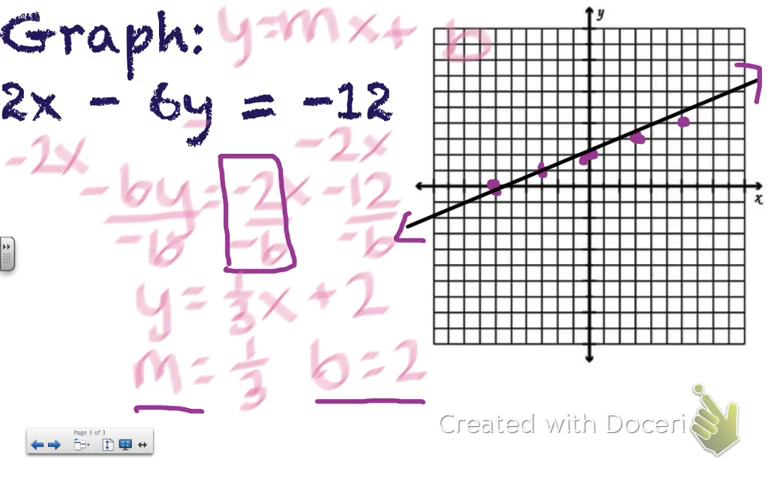 Graph: y=mx+b
2x - 6y = -12
-2x -2x
-6y = -2x -12
-6 -6 -6
y = 1/3x + 2
m = 1/3 b = 2
y
x
Created with Doceri
Page 3 of 3